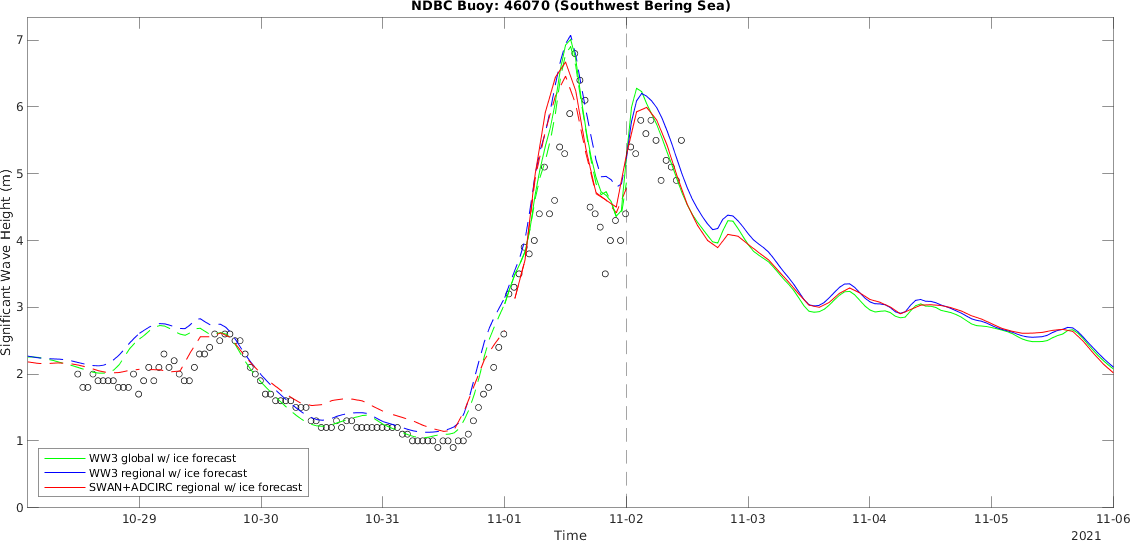 NDBC Buoy: 46070 (Southwest Bering Sea)
Significant Wave Height (m)
7
6
5
4
3
2
1
0
WW3 global w/ ice forecast
WW3 regional w/ ice forecast
SWAN+ADCIRC regional w/ ice forecast
10-29 10-30 10-31 11-01 11-02 11-03 11-04 11-05 11-06
Time
2021